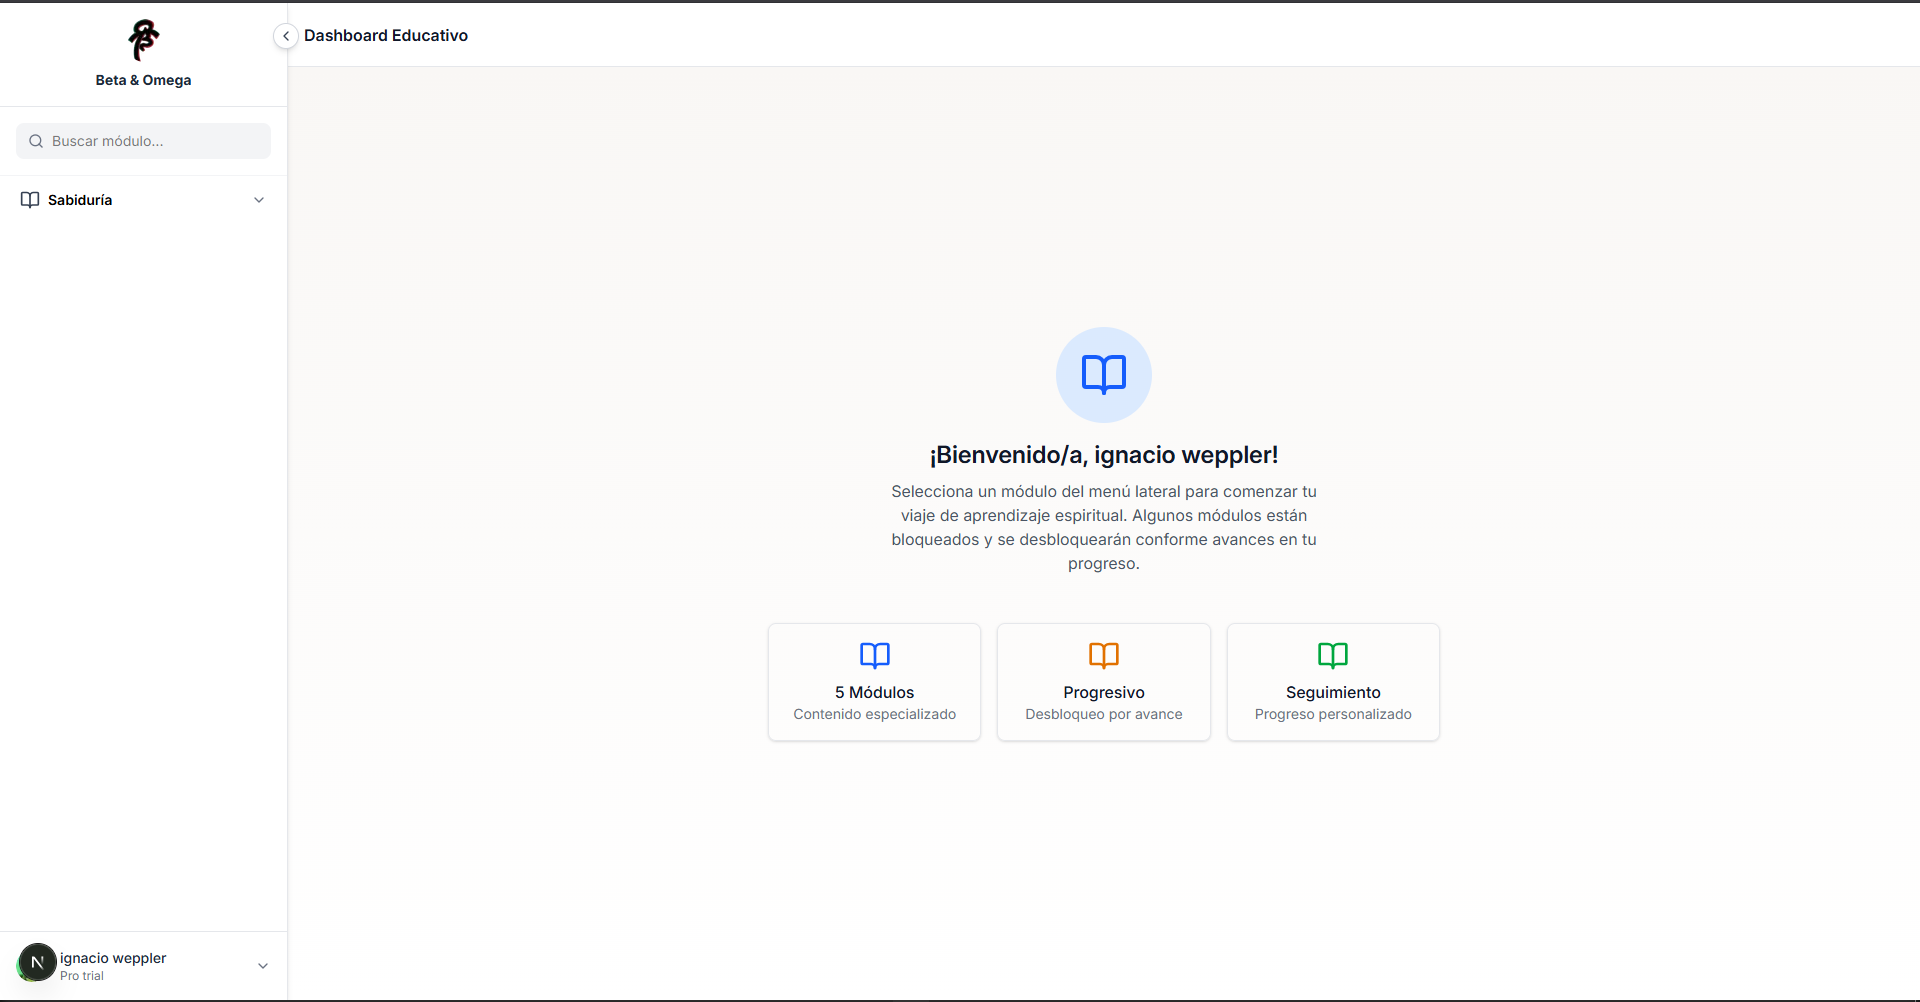 Beta & Omega
Buscar módulo...
Sabiduría
ignacio weppler
Pro trial
N
Dashboard Educativo
¡Bienvenido/a, ignacio weppler!
Selecciona un módulo del menú lateral para comenzar tu
viaje de aprendizaje espiritual. Algunos módulos están
bloqueados y se desbloquearán conforme avances en tu
progreso.
5 Módulos
Contenido especializado
Progresivo
Desbloqueo por avance
Seguimiento
Progreso personalizado